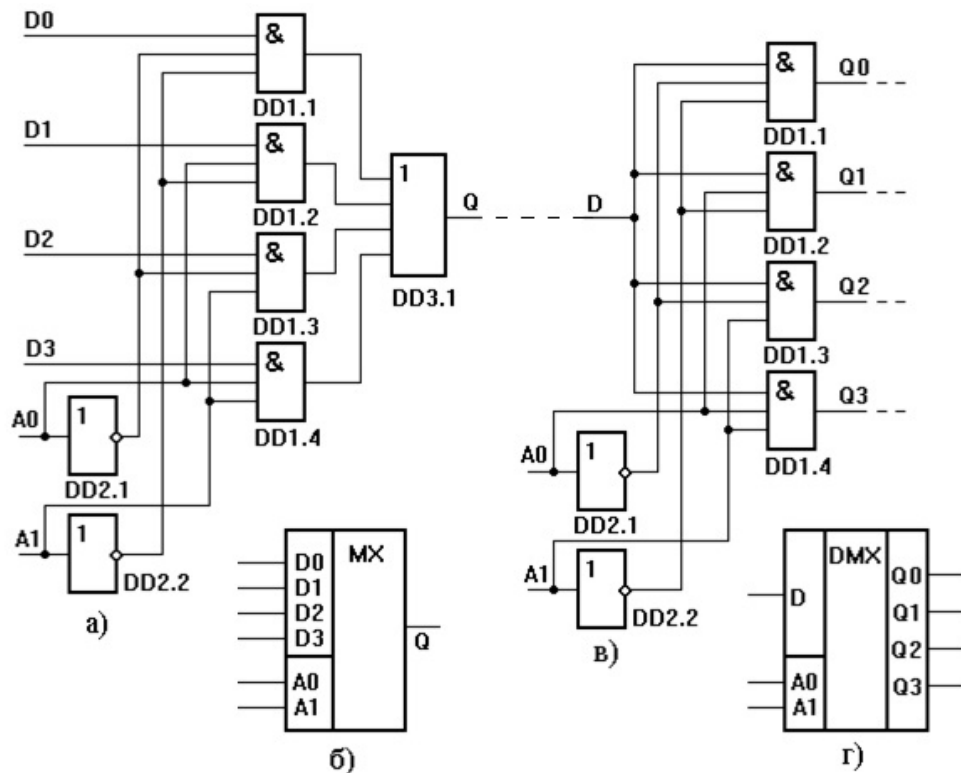 D0
&
DD1.1
D1
&
DD1.2
D2
&
DD1.3
D3
&
DD1.4
1
DD3.1
Q
A0
1
DD2.1
A1
1
DD2.2
а)
MX
D0
D1
D2
D3
A0
A1
Q
б)
D
&
Q0
DD1.1
&
Q1
DD1.2
&
Q2
DD1.3
&
Q3
DD1.4
A0
1
DD2.1
A1
1
DD2.2
в)
DMX
D
A0
A1
Q0
Q1
Q2
Q3
г)